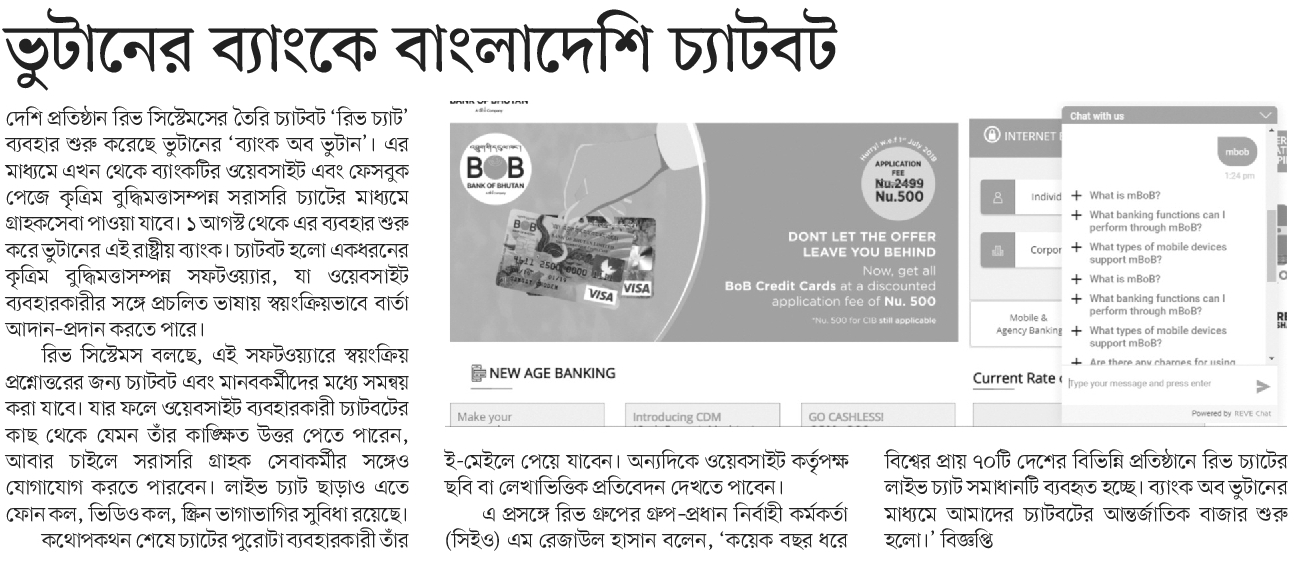 ভুটানের ব্যাংকে বাংলাদেশি চ্যাটবট
দেশি প্রতিষ্ঠান রিভ সিস্টেমসের তৈরি চ্যাটবট ‘রিভ চ্যাট’
ব্যবহার শুরু করেছে ভুটানের ‘ব্যাংক অব ভুটান’। এর
মাধ্যমে এখন থেকে ব্যাংকটির ওয়েবসাইট এবং ফেসবুক
পেজে কৃত্রিম বুদ্ধিমত্তাসম্পন্ন সরাসরি চ্যাটের মাধ্যমে
গ্রাহকসেবা পাওয়া যাবে। ১ আগস্ট থেকে এর ব্যবহার শুরু
করে ভুটানের এই রাষ্ট্রীয় ব্যাংক। চ্যাটবট হলো একধরনের
কৃত্রিম বুদ্ধিমত্তাসম্পন্ন সফটওয়্যার, যা ওয়েবসাইট
ব্যবহারকারীর সঙ্গে প্রচলিত ভাষায় স্বয়ংক্রিয়ভাবে বার্তা
আদান-প্রদান করতে পারে।
রিভ সিস্টেমস বলছে, এই সফটওয়্যারে স্বয়ংক্রিয়
প্রশ্নোত্তরের জন্য চ্যাটবট এবং মানবকর্মীদের মধ্যে সমন্বয়
করা যাবে। যার ফলে ওয়েবসাইট ব্যবহারকারী চ্যাটবটের
কাছ থেকে যেমন তাঁর কাঙ্ক্ষিত উত্তর পেতে পারেন,
আবার চাইলে সরাসরি গ্রাহক সেবাকর্মীর সঙ্গেও
যোগাযোগ করতে পারবেন। লাইভ চ্যাট ছাড়াও এতে
ফোন কল, ভিডিও কল, স্ক্রিন ভাগাভাগির সুবিধা রয়েছে।
কথোপকথন শেষে চ্যাটের পুরোটা ব্যবহারকারী তাঁর
BANK OF BHUTAN
BOB
BANK OF BHUTAN
Hurry! w.e.f 1st July 2019
APPLICATION
FEE
Nu.2499
Nu.500
BOB
VISA
VISA
DONT LET THE OFFER
LEAVE YOU BEHIND
Now, get all
BoB Credit Cards at a discounted
application fee of Nu. 500
*Nu. 500 for CIB still applicable
INTERNET
Individ
Corpor
Mobile &
Agency Banking
NEW AGE BANKING
Current Rate
Make your
Introducing CDM
GO CASHLESS!
Chat with us
mbob
1:24 pm
+ What is mBoB?
+ What banking functions can I
perform through mBoB?
+ What types of mobile devices
support mBoB?
+ What is mBoB?
+ What banking functions can I
perform through mBoB?
+ What types of mobile devices
support mBoB?
+ Are there any charges for using
Type your message and press enter
Powered by REVE Chat
ই-মেইলে পেয়ে যাবেন। অন্যদিকে ওয়েবসাইট কর্তৃপক্ষ
ছবি বা লেখাভিত্তিক প্রতিবেদন দেখতে পাবেন।
এ প্রসঙ্গে রিভ গ্রুপের গ্রুপ-প্রধান নির্বাহী কর্মকর্তা
(সিইও) এম রেজাউল হাসান বলেন, ‘কয়েক বছর ধরে
বিশ্বের প্রায় ৭০টি দেশের বিভিন্ন প্রতিষ্ঠানে রিভ চ্যাটের
লাইভ চ্যাট সমাধানটি ব্যবহৃত হচ্ছে। ব্যাংক অব ভুটানের
মাধ্যমে আমাদের চ্যাটবটের আন্তর্জাতিক বাজার শুরু
হলো।’ বিজ্ঞপ্তি